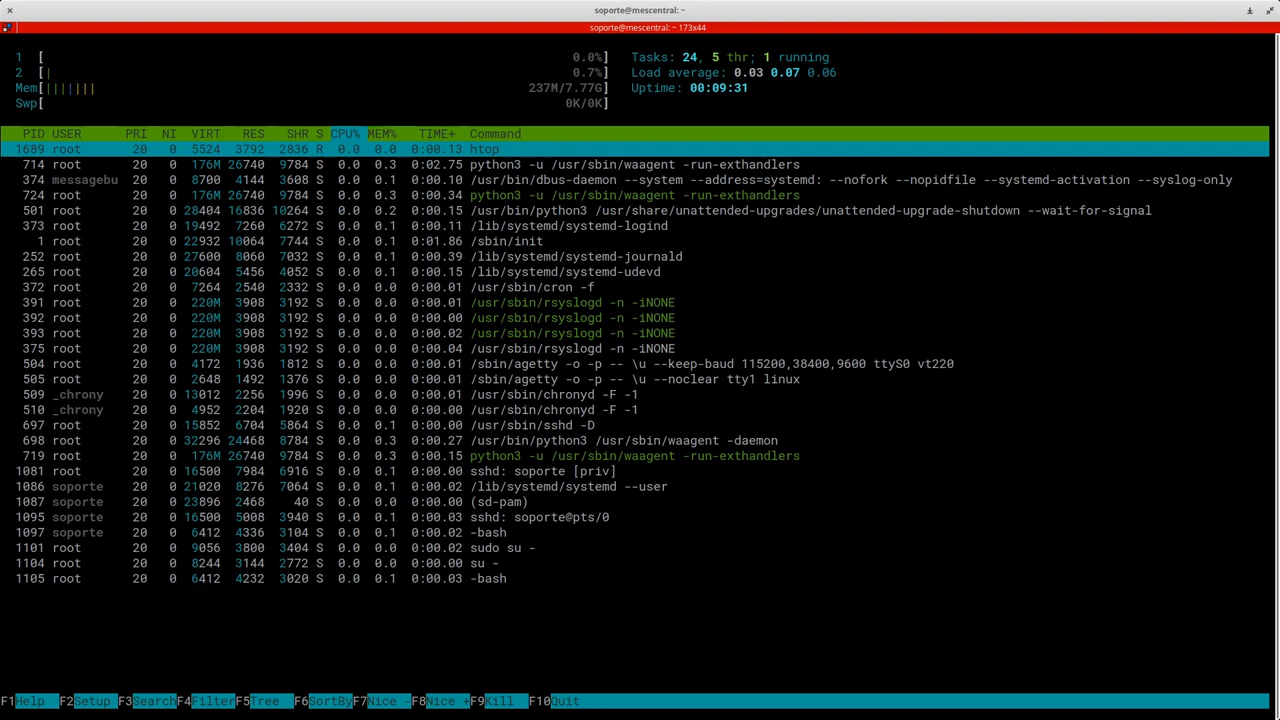 soporte@mescentral: ~
soporte@mescentral: ~ 173x44
1 [ 0.0%] Tasks: 24, 5 thr; 1 running
2 [| 0.7%] Load average: 0.03 0.07 0.06
Mem[||||||| 237M/7.77G] Uptime: 00:09:31
Swp[ 0K/0K]
PID USER PRI NI VIRT RES SHR S CPU% MEM% TIME+ Command
1689 root 20 0 5524 3792 2836 R 0.0 0.0 0:00.13 htop
714 root 20 0 176M 26740 9784 S 0.0 0.3 0:02.75 python3 -u /usr/sbin/waagent -run-exthandlers
374 messagebu 20 0 8700 4144 3608 S 0.0 0.1 0:00.10 /usr/bin/dbus-daemon --system --address=systemd: --nofork --nopidfile --systemd-activation --syslog-only
724 root 20 0 176M 26740 9784 S 0.0 0.3 0:00.34 python3 -u /usr/sbin/waagent -run-exthandlers
501 root 20 0 28404 16836 10264 S 0.0 0.2 0:00.15 /usr/bin/python3 /usr/share/unattended-upgrades/unattended-upgrade-shutdown --wait-for-signal
373 root 20 0 19492 7260 6272 S 0.0 0.1 0:00.11 /lib/systemd/systemd-logind
1 root 20 0 22932 10064 7744 S 0.0 0.1 0:01.86 /sbin/init
252 root 20 0 27600 8060 7032 S 0.0 0.1 0:00.39 /lib/systemd/systemd-journald
265 root 20 0 20604 5456 4052 S 0.0 0.1 0:00.15 /lib/systemd/systemd-udevd
372 root 20 0 7264 2540 2332 S 0.0 0.0 0:00.01 /usr/sbin/cron -f
391 root 20 0 220M 3908 3192 S 0.0 0.0 0:00.01 /usr/sbin/rsyslogd -n -iNONE
392 root 20 0 220M 3908 3192 S 0.0 0.0 0:00.00 /usr/sbin/rsyslogd -n -iNONE
393 root 20 0 220M 3908 3192 S 0.0 0.0 0:00.02 /usr/sbin/rsyslogd -n -iNONE
375 root 20 0 220M 3908 3192 S 0.0 0.0 0:00.04 /usr/sbin/rsyslogd -n -iNONE
504 root 20 0 4172 1936 1812 S 0.0 0.0 0:00.01 /sbin/agetty -o -p -- \u --keep-baud 115200,38400,9600 ttyS0 vt220
505 root 20 0 2648 1492 1376 S 0.0 0.0 0:00.01 /sbin/agetty -o -p -- \u --noclear tty1 linux
509 _chrony 20 0 13012 2256 1996 S 0.0 0.0 0:00.01 /usr/sbin/chronyd -F -1
510 _chrony 20 0 4952 2204 1920 S 0.0 0.0 0:00.00 /usr/sbin/chronyd -F -1
697 root 20 0 15852 6704 5864 S 0.0 0.1 0:00.00 /usr/sbin/sshd -D
698 root 20 0 32296 24468 8784 S 0.0 0.3 0:00.27 /usr/bin/python3 /usr/sbin/waagent -daemon
719 root 20 0 176M 26740 9784 S 0.0 0.3 0:00.15 python3 -u /usr/sbin/waagent -run-exthandlers
1081 root 20 0 16500 7984 6916 S 0.0 0.1 0:00.00 sshd: soporte [priv]
1086 soporte 20 0 21020 8276 7064 S 0.0 0.1 0:00.02 /lib/systemd/systemd --user
1087 soporte 20 0 23896 2468 40 S 0.0 0.0 0:00.00 (sd-pam)
1095 soporte 20 0 16500 5008 3940 S 0.0 0.1 0:00.03 sshd: soporte@pts/0
1097 soporte 20 0 6412 4336 3104 S 0.0 0.1 0:00.02 -bash
1101 root 20 0 9056 3800 3404 S 0.0 0.0 0:00.02 sudo su -
1104 root 20 0 8244 3144 2772 S 0.0 0.0 0:00.00 su -
1105 root 20 0 6412 4232 3020 S 0.0 0.1 0:00.03 -bash
F1Help F2Setup F3SearchF4FilterF5Tree F6SortByF7Nice -F8Nice +F9Kill F10Quit